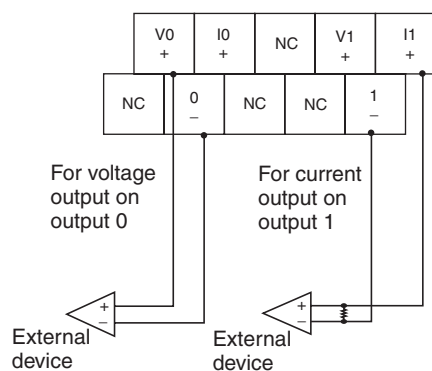 V0 I0 NC V1 I1
+ + + +
NC 0 NC NC 1
– –
For voltage
output on
output 0
For current
output on
output 1
+
–
External
device
+
–
External
device